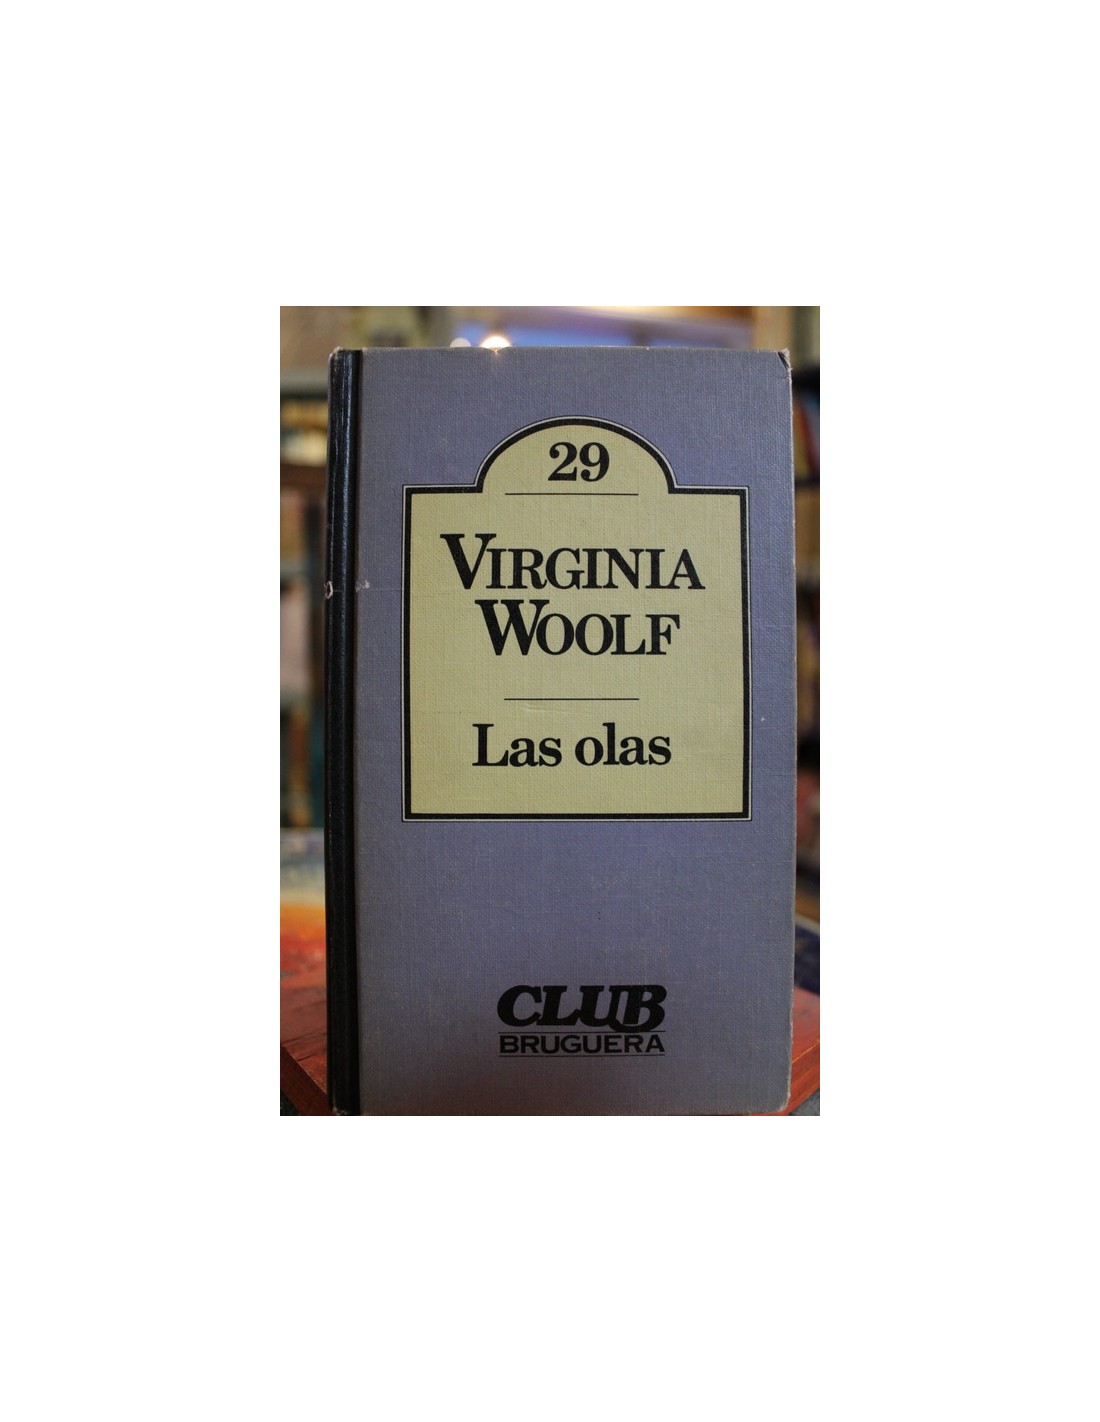 29
VIRGINIA
WOOLF
Las olas
CLUB
BRUGUERA